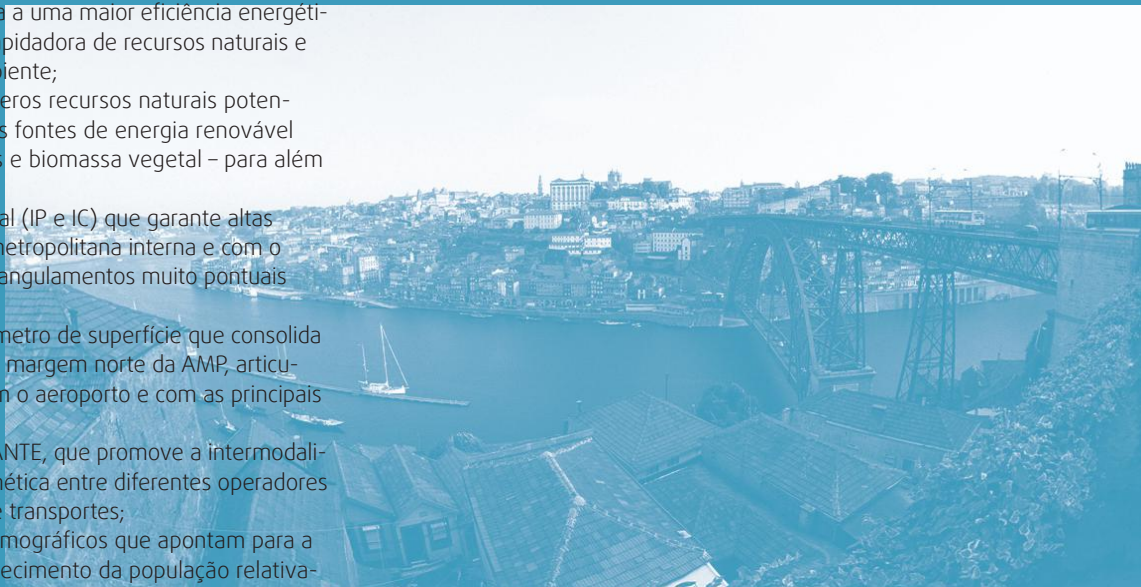 a uma maior eficiência energéti-
pidadora de recursos naturais e
iente;
eros recursos naturais poten-
s fontes de energia renovável
s e biomassa vegetal – para além
al (IP e IC) que garante altas
metropolitana interna e com o
angulamentos muito pontuais
metro de superfície que consolida
margem norte da AMP, articu-
m o aeroporto e com as principais
ANTE, que promove a intermodali-
nética entre diferentes operadores
e transportes;
mográficos que apontam para a
ecimento da população relativa-